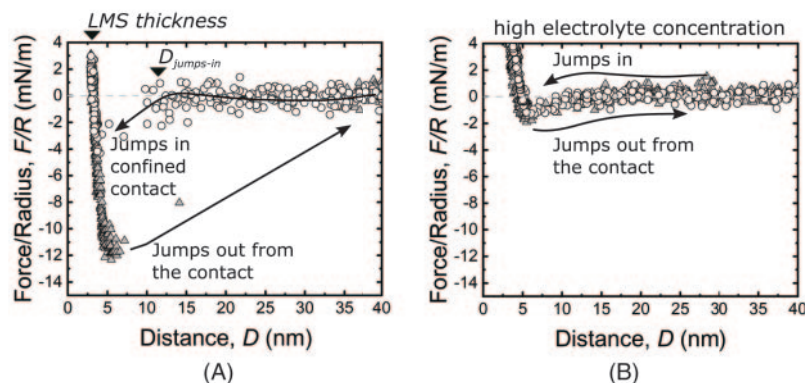 LMS thickness
D jumps-in
Jumps in
confined
contact
Jumps out from
the contact
Force/Radius, F/R (mN/m)
4
2
0
-2
-4
-6
-8
-10
-12
-14
0 5 10 15 20 25 30 35 40
Distance, D (nm)
(A)
high electrolyte concentration
Jumps in
Jumps out from
the contact
Force/Radius, F/R (mN/m)
4
2
0
-2
-4
-6
-8
-10
-12
-14
0 5 10 15 20 25 30 35 40
Distance, D (nm)
(B)